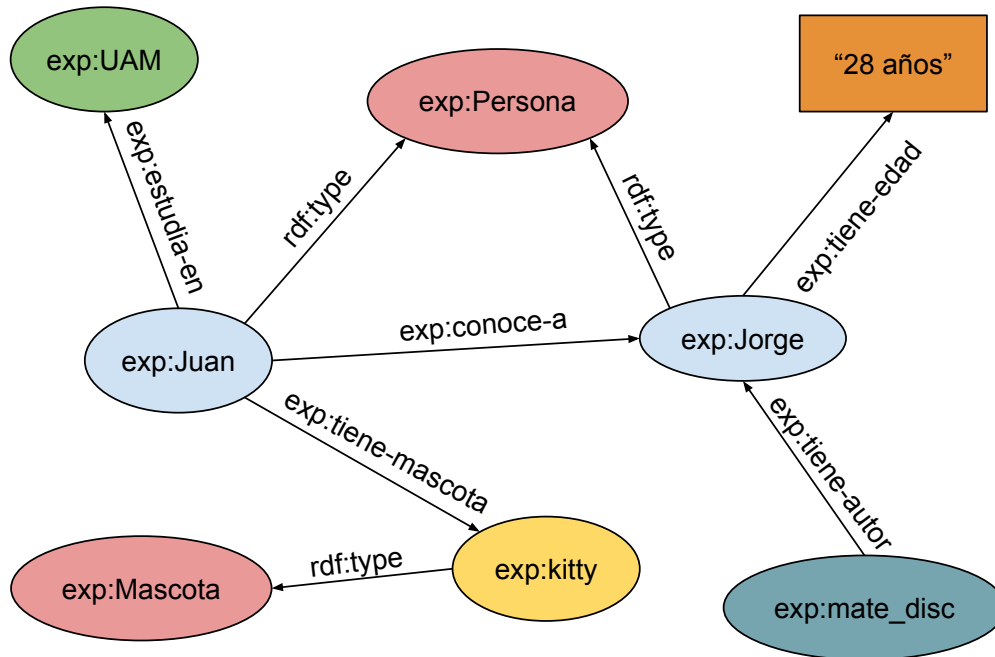 exp:UAM
exp:Persona
“28 años”
exp:estudia-en
rdf:type
rdf:type
exp:tiene-edad
exp:Juan
exp:conoce-a
exp:Jorge
exp:tiene-mascota
exp:tiene-autor
exp:Mascota
rdf:type
exp:kitty
exp:mate_disc